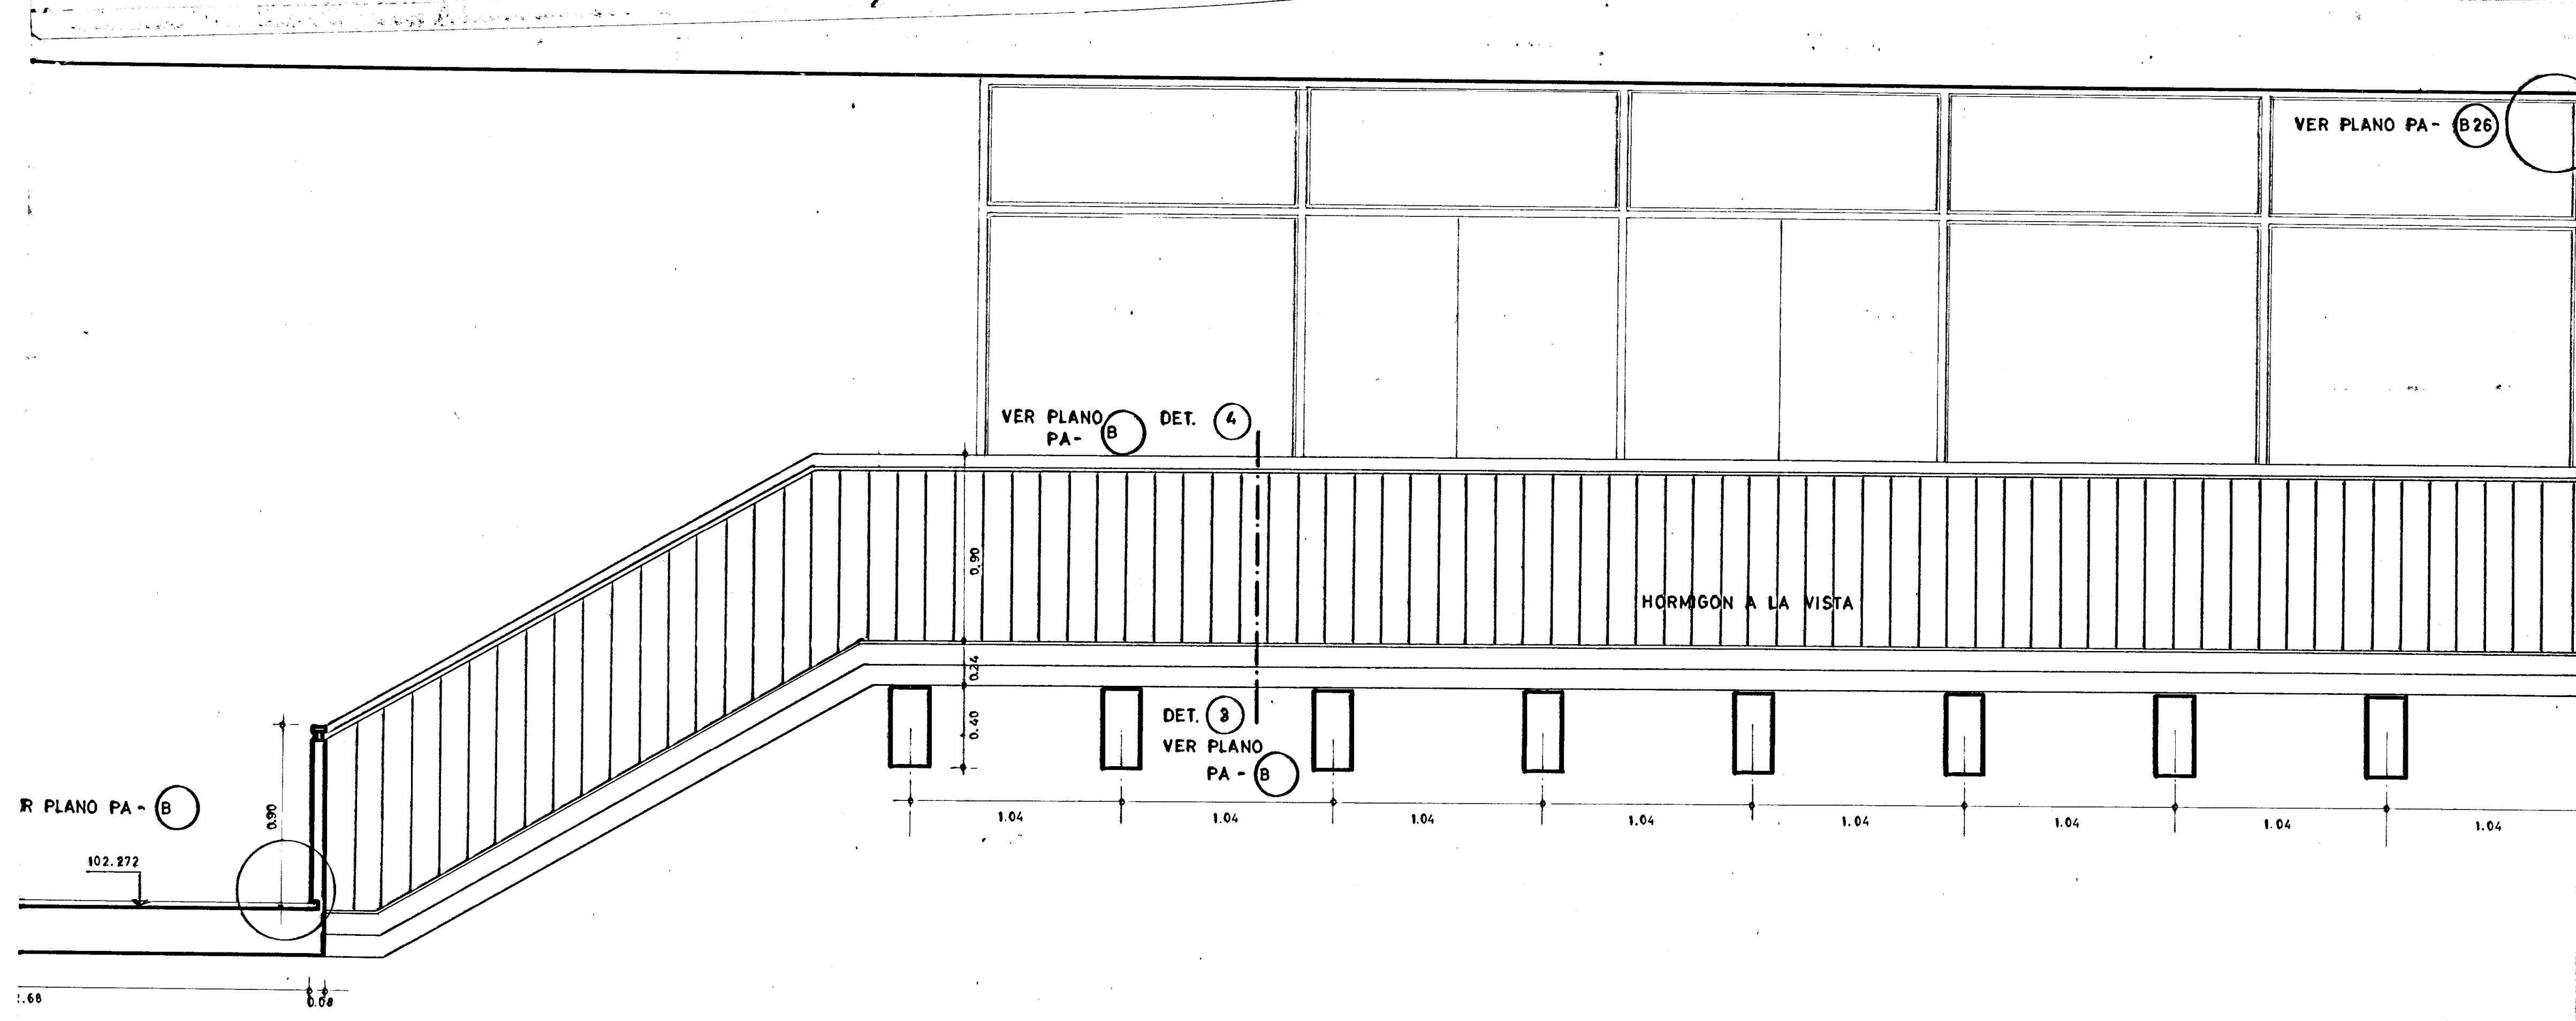 VER PLANO PA- B26
VER PLANO DET. 4
PA- B
0.90
HORMIGON A LA VISTA
0.24
0.40
DET. 3
VER PLANO
PA - B
R PLANO PA - B
0.90
1.04 1.04 1.04 1.04 1.04 1.04 1.04 1.04
102.272
.68 0.08